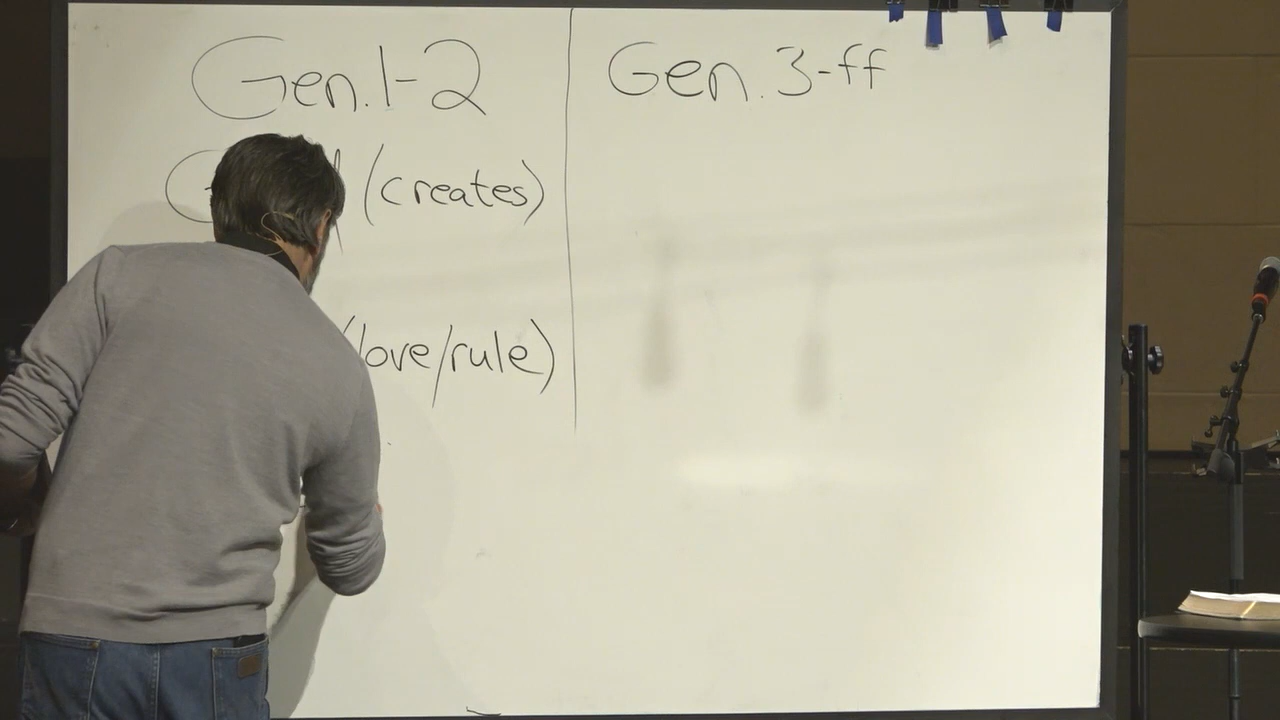 Gen. 1-2
Gen. 3-ff
(creates)
(love/rule)